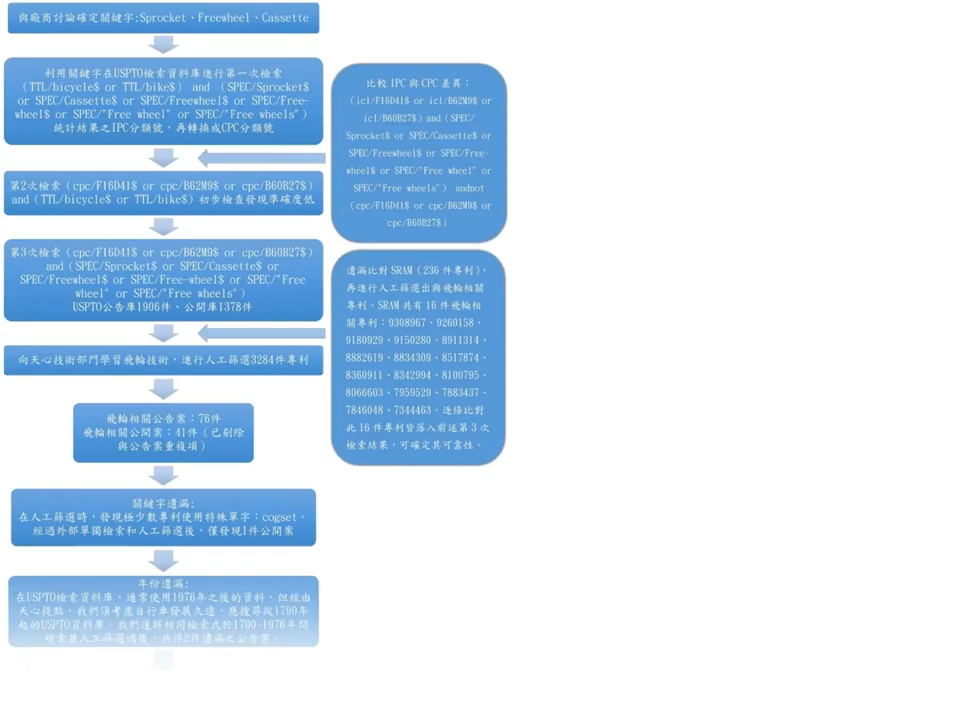 與廠商討論確定關鍵字:Sprocket、Freewheel、Cassette
利用關鍵字在USPTO檢索資料庫進行第一次檢索
(TTL/bicycle$ or TTL/bike$) and (SPEC/Sprocket$
or SPEC/Cassette$ or SPEC/Freewheel$ or SPEC/Free-
wheel$ or SPEC/"Free wheel" or SPEC/"Free wheels")
統計結果之IPC分類號,再轉換成CPC分類號
第2次檢索(cpc/F16D41$ or cpc/B62M9$ or cpc/B60B27$)
and(TTL/bicycle$ or TTL/bike$)初步檢查發現準確度低
第3次檢索(cpc/F16D41$ or cpc/B62M9$ or cpc/B60B27$)
and(SPEC/Sprocket$ or SPEC/Cassette$ or
SPEC/Freewheel$ or SPEC/Free-wheel$ or SPEC/"Free
wheel" or SPEC/"Free wheels")
USPTO公告庫1906件、公開庫1378件
向天心技術部門學習飛輪技術,進行人工篩選3284件專利
飛輪相關公告案:76件
飛輪相關公開案:41件(已剔除
與公告案重複項)
關鍵字遺漏:
在人工篩選時,發現極少數專利使用特殊單字:cogset。
經過外部單獨檢索和人工篩選後,僅發現1件公開案
年份遺漏:
在USPTO檢索資料庫,通常使用1976年之後的資料,但經由
天心提點,我們須考慮自行車發展久遠,應搜尋從1790年
起的USPTO資料庫。我們遂將相同檢索式於1790-1976年間
檢索與人工篩選過後,共得2件遺漏之公告案。
比較 IPC 與 CPC 差異:
(icl/F16D41$ or icl/B62M9$ or
icl/B60B27$)and(SPEC/
Sprocket$ or SPEC/Cassette$ or
SPEC/Freewheel$ or SPEC/Free-
wheel$ or SPEC/"Free wheel" or
SPEC/"Free wheels") andnot
(cpc/F16D41$ or cpc/B62M9$ or
cpc/B60B27$)
遺漏比對 SRAM(236 件專利),
再進行人工篩選出與飛輪相關
專利。SRAM 共有 16 件飛輪相
關專利:9308967、9260158、
9180929、9150280、8911314、
8882619、8834309、8517874、
8360911、8342994、8100795、
8066603、7959529、7883437、
7846048、7344463。逐條比對
此 16 件專利皆落入前述第 3 次
檢索結果,可確定其可靠性。